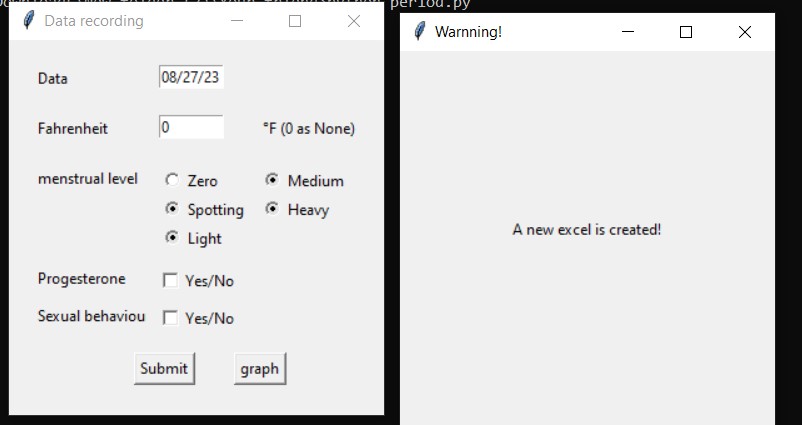 period.py
Data recording
Data 08/27/23
Fahrenheit 0 °F (0 as None)
menstrual level Zero Medium
Spotting Heavy
Light
Progesterone Yes/No
Sexual behaviou Yes/No
Submit graph
Warnning!
A new excel is created!